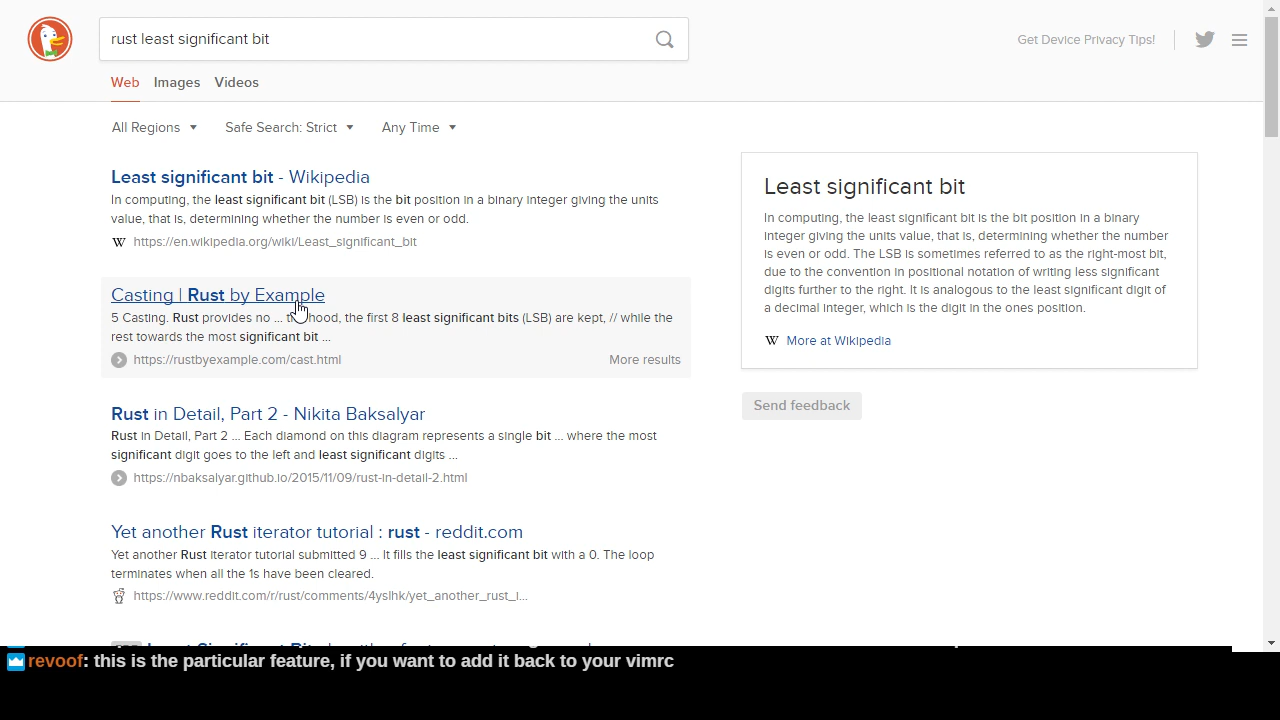 rust least significant bit
Get Device Privacy Tips!
Web Images Videos
All Regions Safe Search: Strict Any Time
Least significant bit - Wikipedia
In computing, the least significant bit (LSB) is the bit position in a binary integer giving the units
value, that is, determining whether the number is even or odd.
W https://en.wikipedia.org/wiki/Least_significant_bit
Casting | Rust by Example
5 Casting. Rust provides no ... hood, the first 8 least significant bits (LSB) are kept, // while the
rest towards the most significant bit ...
https://rustbyexample.com/cast.html More results
Rust in Detail, Part 2 - Nikita Baksalyar
Rust in Detail, Part 2 ... Each diamond on this diagram represents a single bit ... where the most
significant digit goes to the left and least significant digits ...
https://nbaksalyar.github.io/2015/11/09/rust-in-detail-2.html
Yet another Rust iterator tutorial : rust - reddit.com
Yet another Rust iterator tutorial submitted 9 ... It fills the least significant bit with a 0. The loop
terminates when all the 1s have been cleared.
https://www.reddit.com/r/rust/comments/4yslhk/yet_another_rust_i...
Least significant bit
In computing, the least significant bit is the bit position in a binary
integer giving the units value, that is, determining whether the number
is even or odd. The LSB is sometimes referred to as the right-most bit,
due to the convention in positional notation of writing less significant
digits further to the right. It is analogous to the least significant digit of
a decimal integer, which is the digit in the ones position.
W More at Wikipedia
Send feedback
revoof: this is the particular feature, if you want to add it back to your vimrc